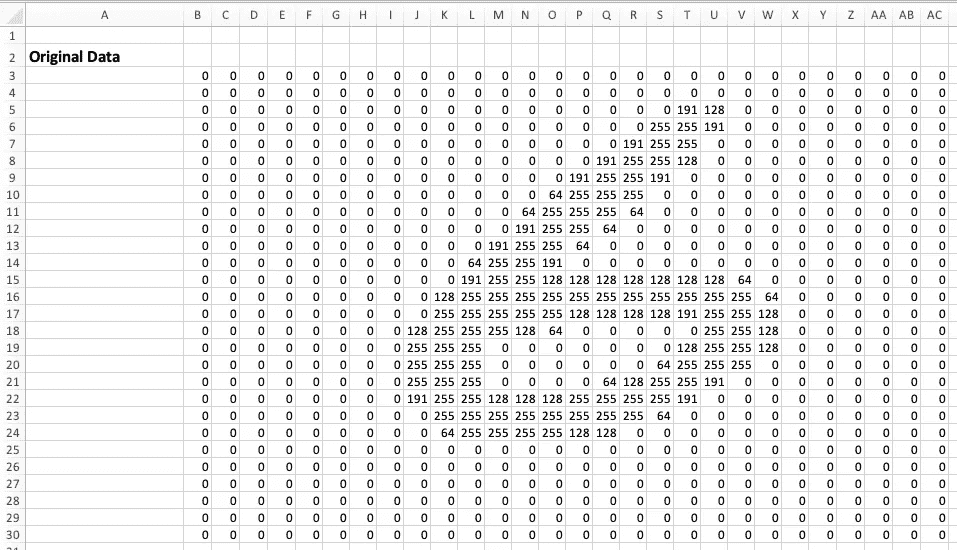 A B C D E F G H I J K L M N O P Q R S T U V W X Y Z AA AB AC
1
2 Original Data
3 0 0 0 0 0 0 0 0 0 0 0 0 0 0 0 0 0 0 0 0 0 0 0 0 0 0 0 0
4 0 0 0 0 0 0 0 0 0 0 0 0 0 0 0 0 0 0 0 0 0 0 0 0 0 0 0 0
5 0 0 0 0 0 0 0 0 0 0 0 0 0 0 0 0 0 0 191 128 0 0 0 0 0 0 0 0
6 0 0 0 0 0 0 0 0 0 0 0 0 0 0 0 0 0 255 255 191 0 0 0 0 0 0 0 0
7 0 0 0 0 0 0 0 0 0 0 0 0 0 0 0 0 191 255 255 0 0 0 0 0 0 0 0 0
8 0 0 0 0 0 0 0 0 0 0 0 0 0 0 0 191 255 255 128 0 0 0 0 0 0 0 0 0
9 0 0 0 0 0 0 0 0 0 0 0 0 0 0 191 255 255 191 0 0 0 0 0 0 0 0 0 0
10 0 0 0 0 0 0 0 0 0 0 0 0 0 64 255 255 255 0 0 0 0 0 0 0 0 0 0 0
11 0 0 0 0 0 0 0 0 0 0 0 0 64 255 255 255 64 0 0 0 0 0 0 0 0 0 0 0
12 0 0 0 0 0 0 0 0 0 0 0 0 191 255 255 64 0 0 0 0 0 0 0 0 0 0 0 0
13 0 0 0 0 0 0 0 0 0 0 0 191 255 255 64 0 0 0 0 0 0 0 0 0 0 0 0 0
14 0 0 0 0 0 0 0 0 0 0 64 255 255 191 0 0 0 0 0 0 0 0 0 0 0 0 0 0
15 0 0 0 0 0 0 0 0 0 0 191 255 255 128 128 128 128 128 128 128 64 0 0 0 0 0 0 0
16 0 0 0 0 0 0 0 0 0 128 255 255 255 255 255 255 255 255 255 255 255 64 0 0 0 0 0 0
17 0 0 0 0 0 0 0 0 0 255 255 255 255 255 128 128 128 128 191 255 255 128 0 0 0 0 0 0
18 0 0 0 0 0 0 0 0 128 255 255 255 128 64 0 0 0 0 0 255 255 128 0 0 0 0 0 0
19 0 0 0 0 0 0 0 0 255 255 255 0 0 0 0 0 0 0 128 255 255 128 0 0 0 0 0 0
20 0 0 0 0 0 0 0 0 255 255 255 0 0 0 0 0 0 64 255 255 255 0 0 0 0 0 0 0
21 0 0 0 0 0 0 0 0 255 255 255 0 0 0 0 64 128 255 255 191 0 0 0 0 0 0 0 0
22 0 0 0 0 0 0 0 0 191 255 255 128 128 128 255 255 255 255 191 0 0 0 0 0 0 0 0 0
23 0 0 0 0 0 0 0 0 0 255 255 255 255 255 255 255 255 64 0 0 0 0 0 0 0 0 0 0
24 0 0 0 0 0 0 0 0 0 64 255 255 255 255 128 128 0 0 0 0 0 0 0 0 0 0 0 0
25 0 0 0 0 0 0 0 0 0 0 0 0 0 0 0 0 0 0 0 0 0 0 0 0 0 0 0 0
26 0 0 0 0 0 0 0 0 0 0 0 0 0 0 0 0 0 0 0 0 0 0 0 0 0 0 0 0
27 0 0 0 0 0 0 0 0 0 0 0 0 0 0 0 0 0 0 0 0 0 0 0 0 0 0 0 0
28 0 0 0 0 0 0 0 0 0 0 0 0 0 0 0 0 0 0 0 0 0 0 0 0 0 0 0 0
29 0 0 0 0 0 0 0 0 0 0 0 0 0 0 0 0 0 0 0 0 0 0 0 0 0 0 0 0
30 0 0 0 0 0 0 0 0 0 0 0 0 0 0 0 0 0 0 0 0 0 0 0 0 0 0 0 0